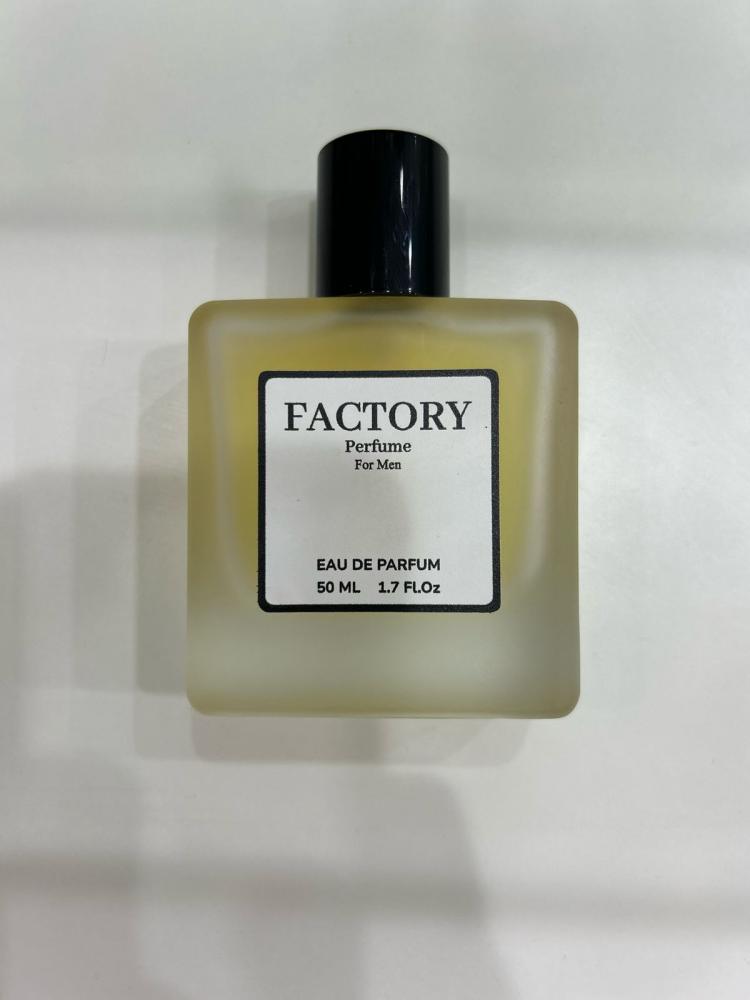 FACTORY
Perfume
For Men
EAU DE PARFUM
50 ML 1.7 Fl.Oz